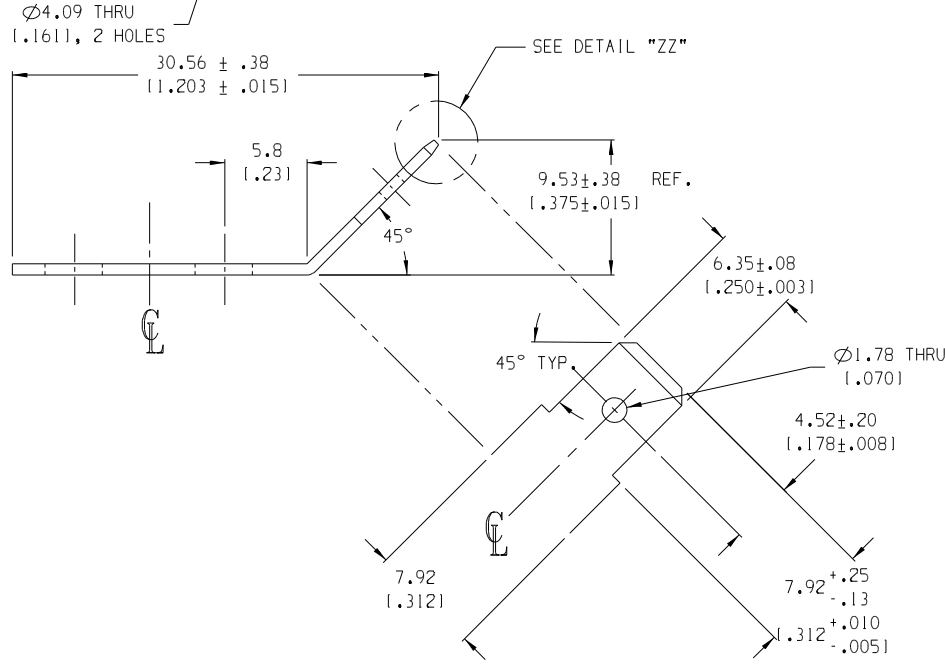 Ø4.09 THRU
[.161], 2 HOLES
SEE DETAIL "ZZ"
30.56 ± .38
[1.203 ± .015]
5.8
[.23]
9.53±.38 REF.
[.375±.015]
45°
6.35±.08
[.250±.003]
CL
45° TYP.
Ø1.78 THRU
[.070]
4.52±.20
[.178±.008]
CL
7.92
[.312]
7.92 +.25
-.13
[.312 +.010
-.005]